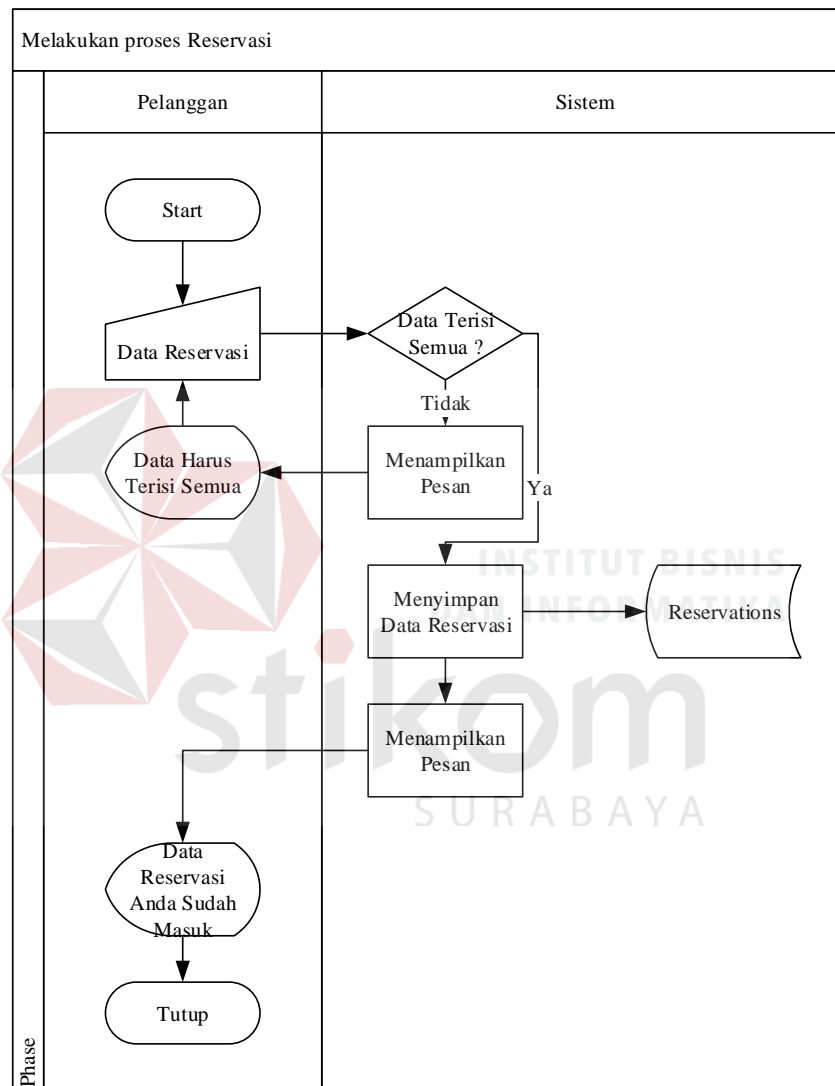 Melakukan proses Reservasi
Pelanggan
Sistem
Start
Data Reservasi
Data Terisi
Semua ?
Tidak
Data Harus
Terisi Semua
Menampilkan
Pesan
Ya
INSTITUT BISNIS
DAN INFORMATIKA
Menyimpan
Data Reservasi
Reservations
stikom
Menampilkan
Pesan
SURABAYA
Data
Reservasi
Anda Sudah
Masuk
Tutup
Phase